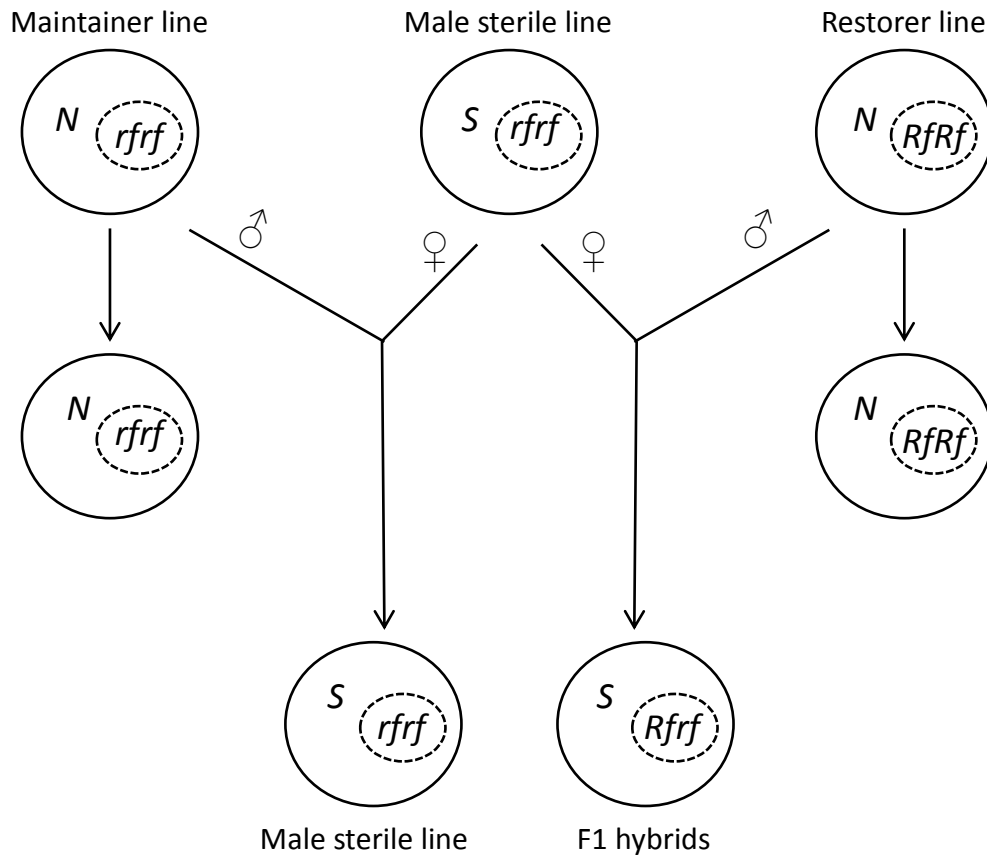 Maintainer line
Male sterile line
Restorer line
N rfrf
S rfrf
N RfRf
♂
♀
♀
♂
N rfrf
N RfRf
S rfrf
S Rfrf
Male sterile line
F1 hybrids